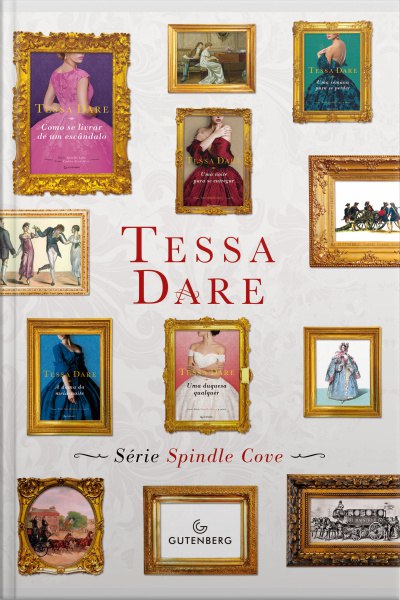 TESSA DARE
Como se livrar
de um escândalo
TESSA DARE
Uma semana
para se perder
TESSA DARE
Uma noite
para se entregar
TESSA
DARE
TESSA DARE
A dama da
meia-noite
TESSA DARE
Uma duquesa
qualquer
Série Spindle Cove
G
GUTENBERG